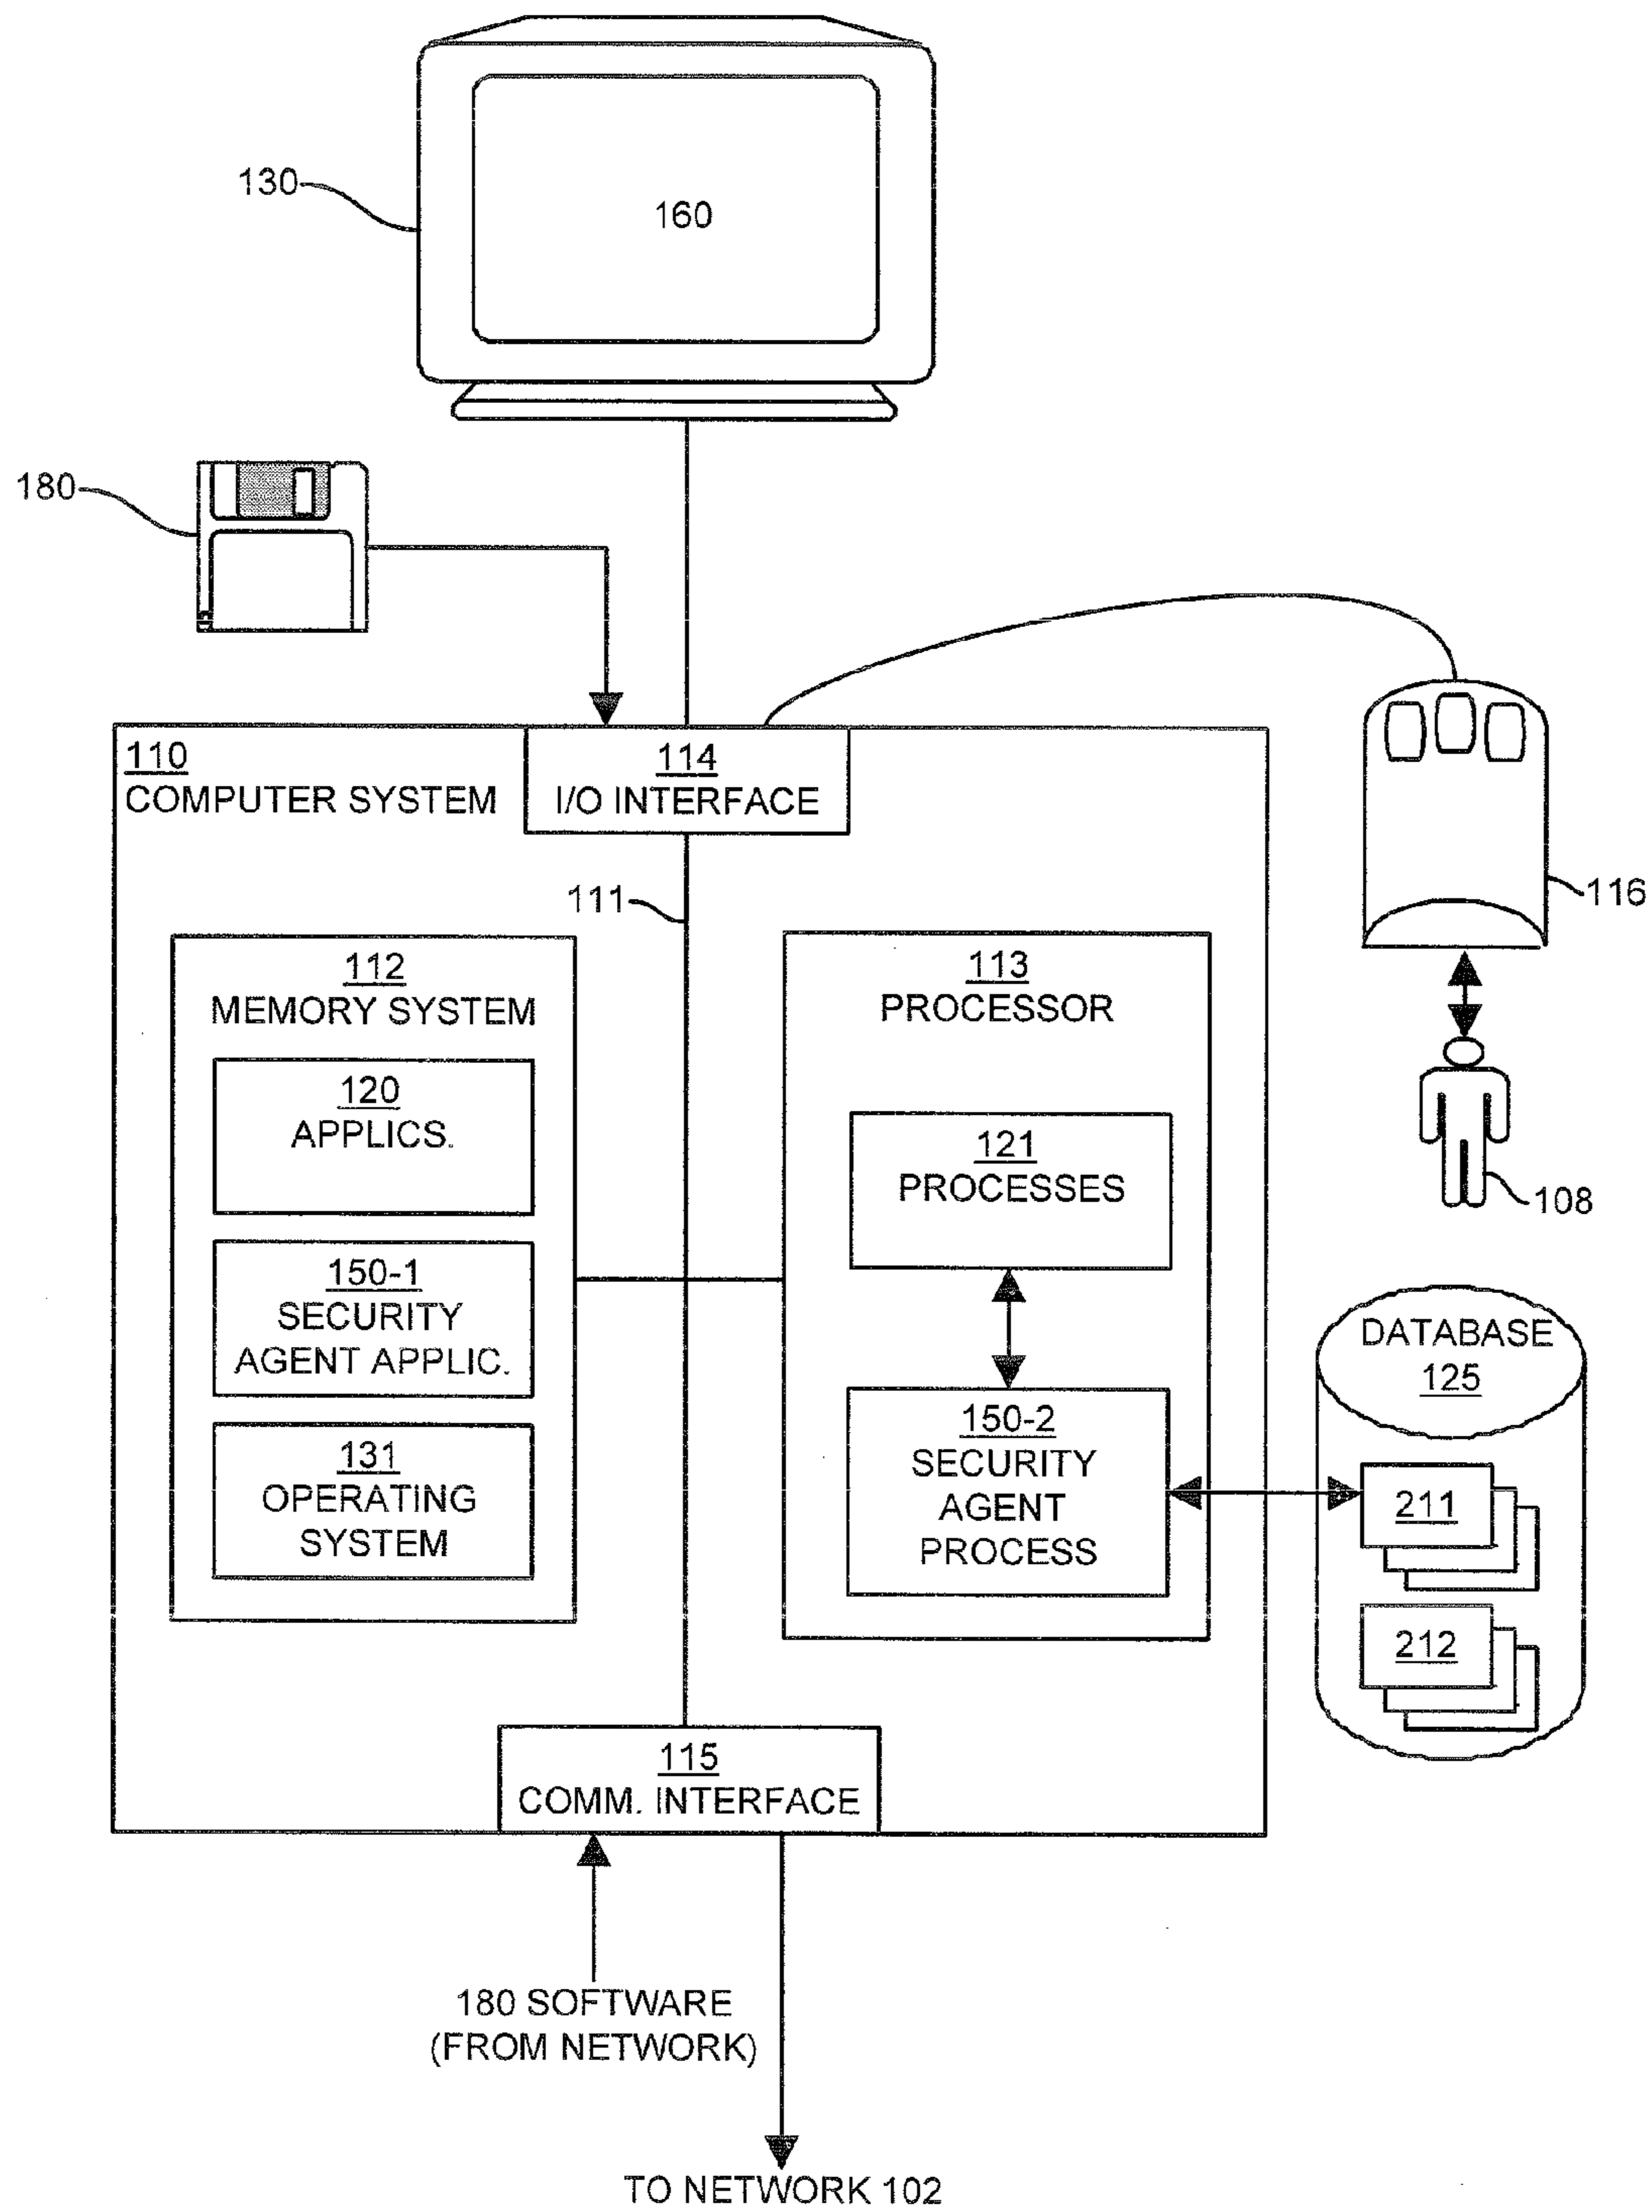 130
160
180
110
COMPUTER SYSTEM
114
I/O INTERFACE
111
116
112
MEMORY SYSTEM
120
APPLICS.
150-1
SECURITY
AGENT APPLIC.
131
OPERATING
SYSTEM
113
PROCESSOR
121
PROCESSES
150-2
SECURITY
AGENT
PROCESS
108
DATABASE
125
211
212
115
COMM. INTERFACE
180 SOFTWARE
(FROM NETWORK)
TO NETWORK 102